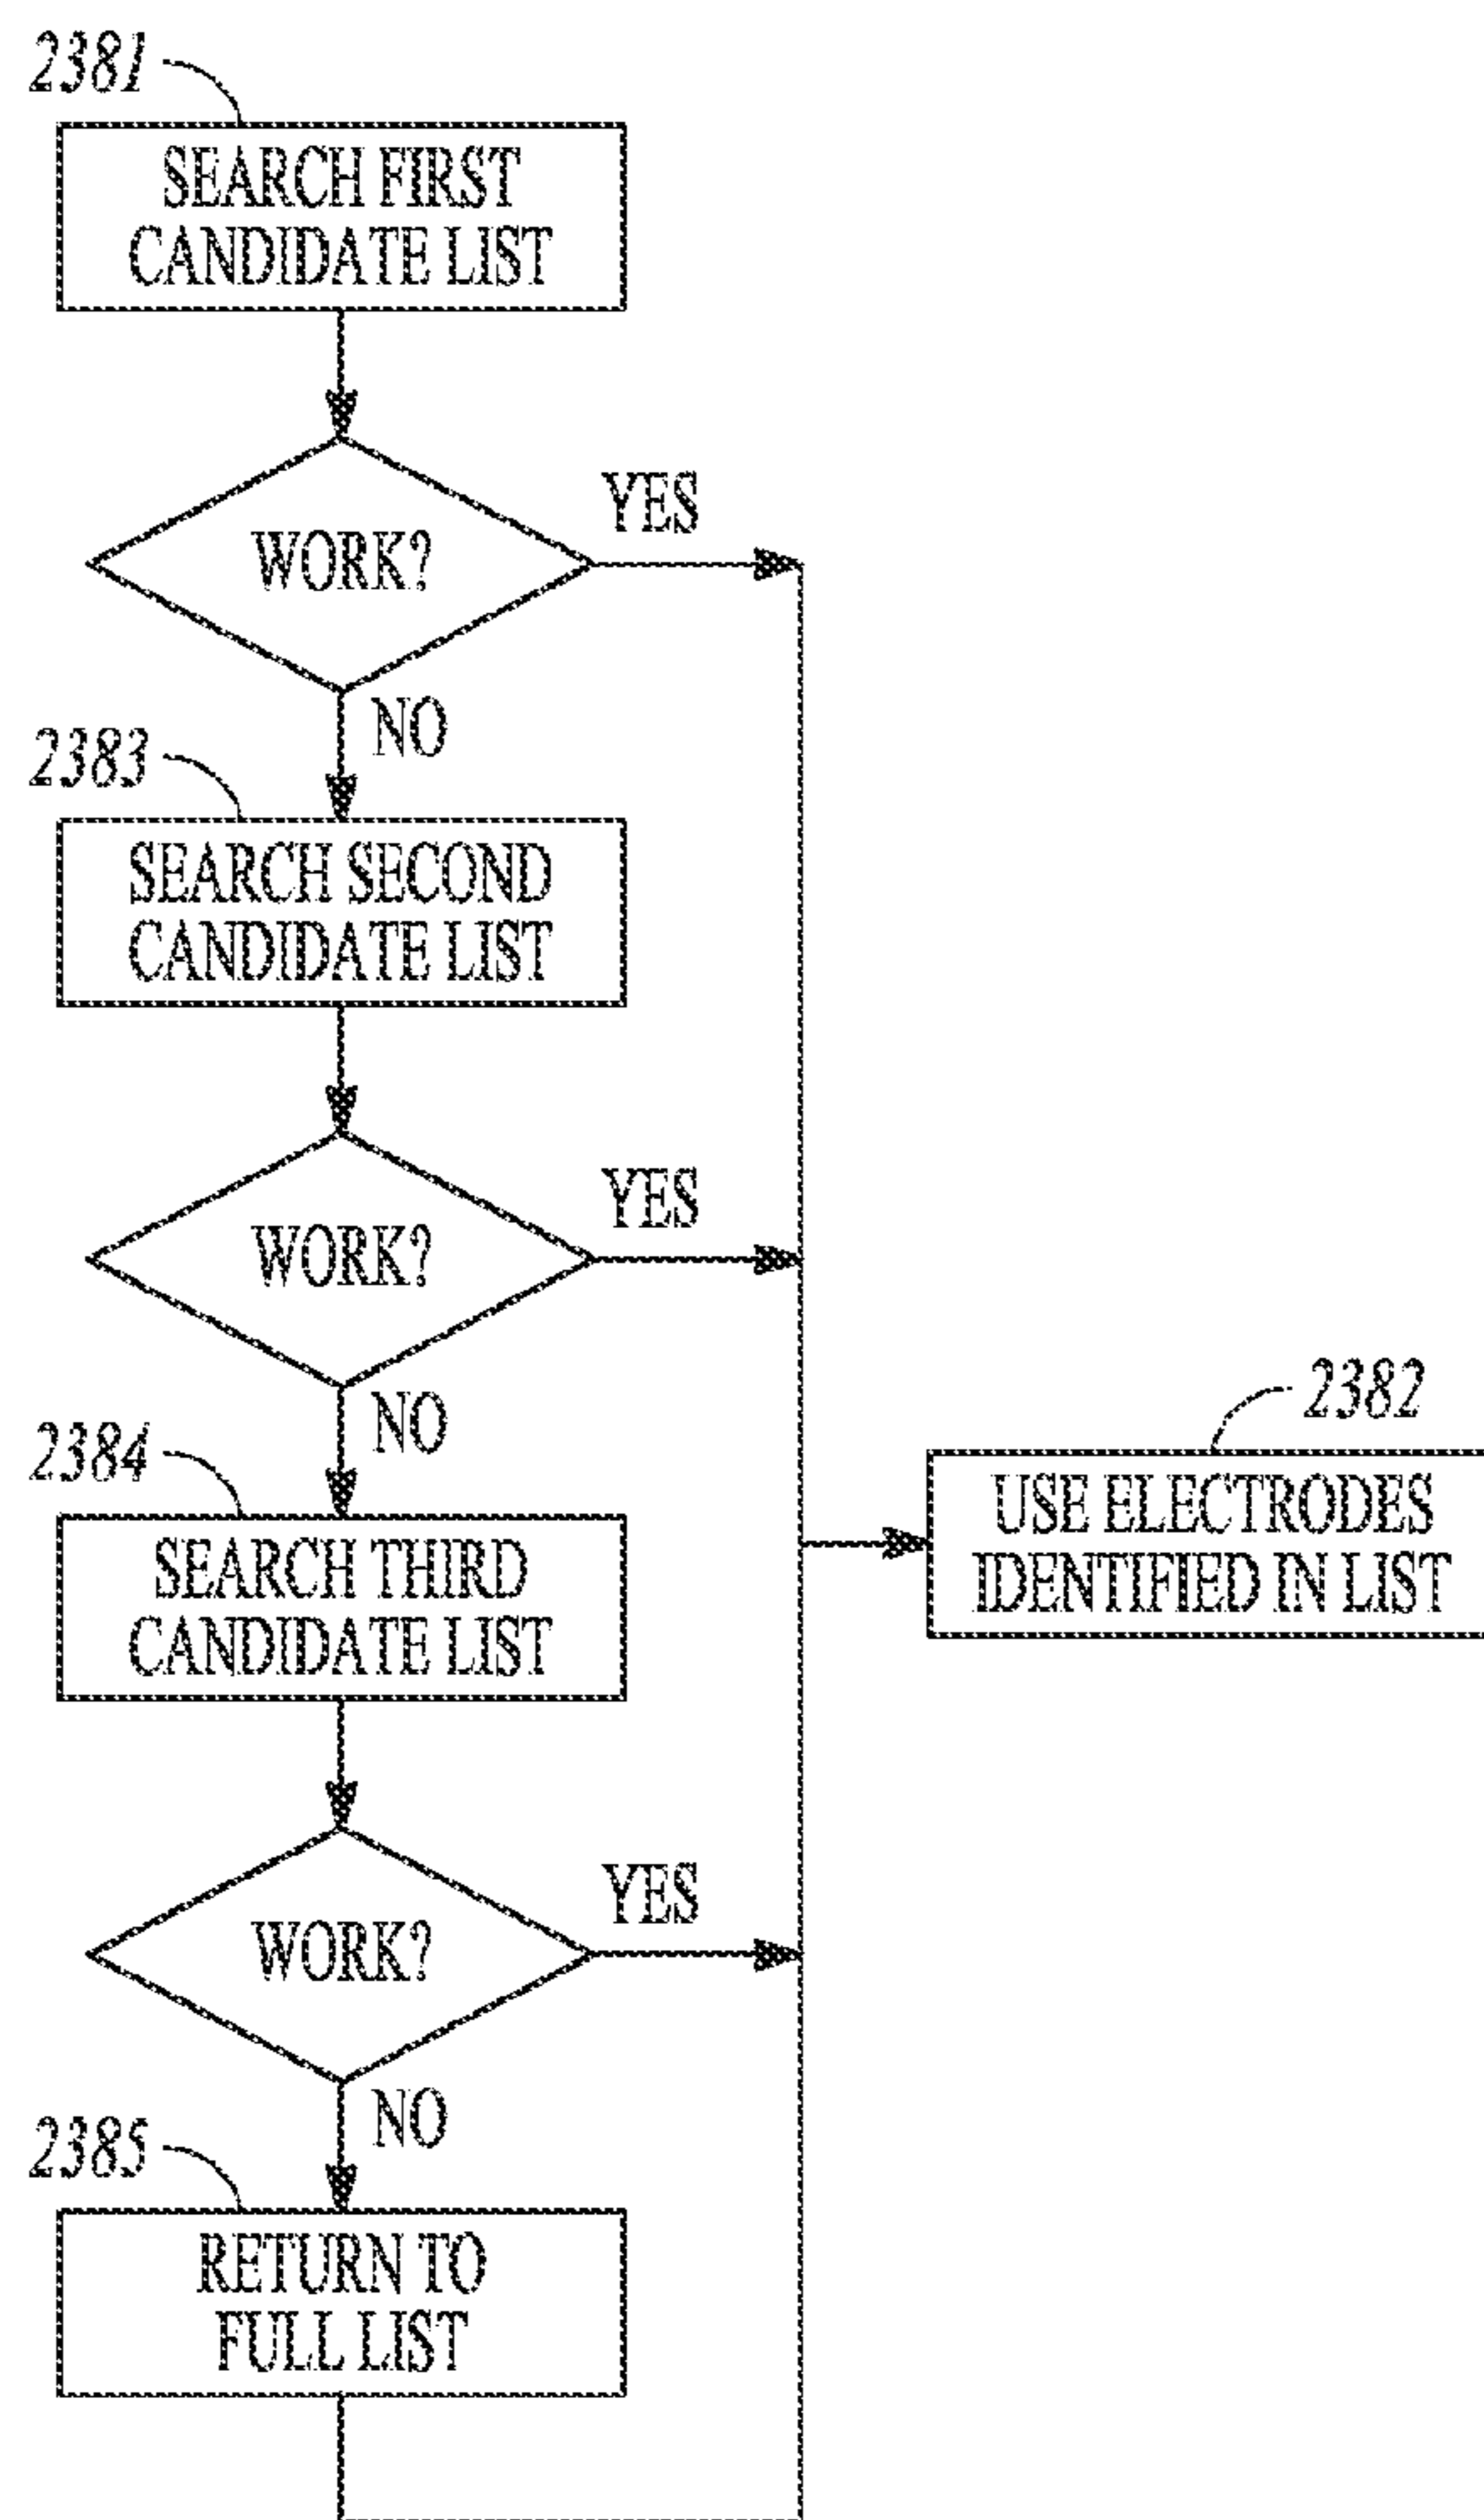 2381
SEARCH FIRST
CANDIDATE LIST
WORK?
YES
NO
2383
SEARCH SECOND
CANDIDATE LIST
WORK?
YES
NO
2384
SEARCH THIRD
CANDIDATE LIST
2382
USE ELECTRODES
IDENTIFIED IN LIST
WORK?
YES
NO
2385
RETURN TO
FULL LIST